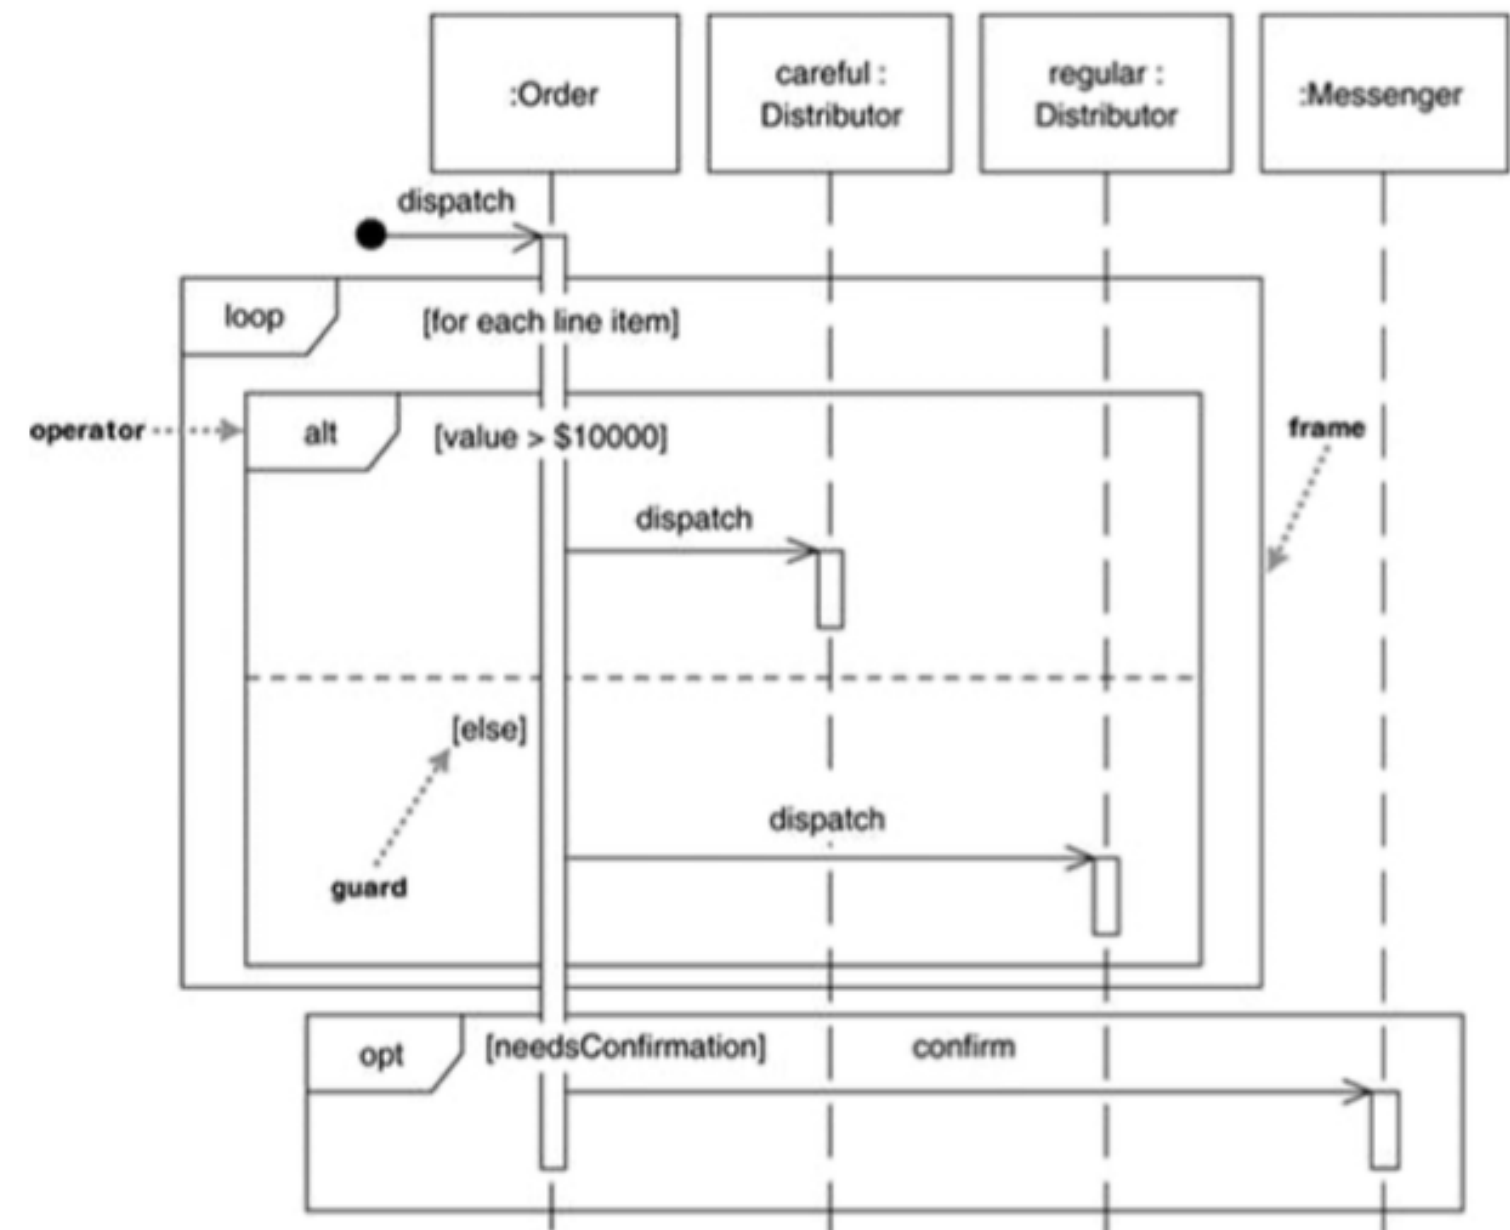 :Order
careful :
Distributor
regular :
Distributor
:Messenger
dispatch
loop
[for each line item]
operator
alt
[value > $10000]
frame
dispatch
[else]
dispatch
guard
opt
[needsConfirmation]
confirm